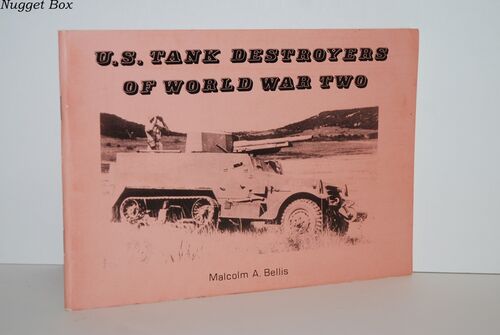 Nugget Box
U.S. TANK DESTROYERS
OF WORLD WAR TWO
Malcolm A. Bellis